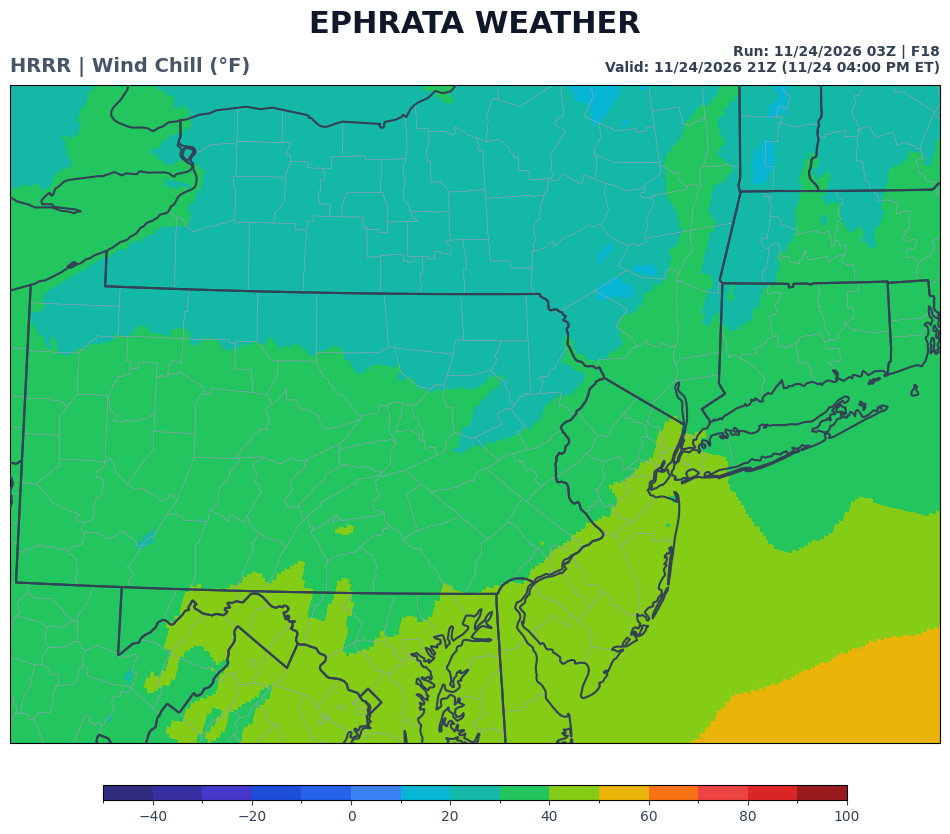 EPHRATA WEATHER
HRRR | Wind Chill (°F)
Run: 11/24/2026 03Z | F18
Valid: 11/24/2026 21Z (11/24 04:00 PM ET)
−40 −20 0 20 40 60 80 100